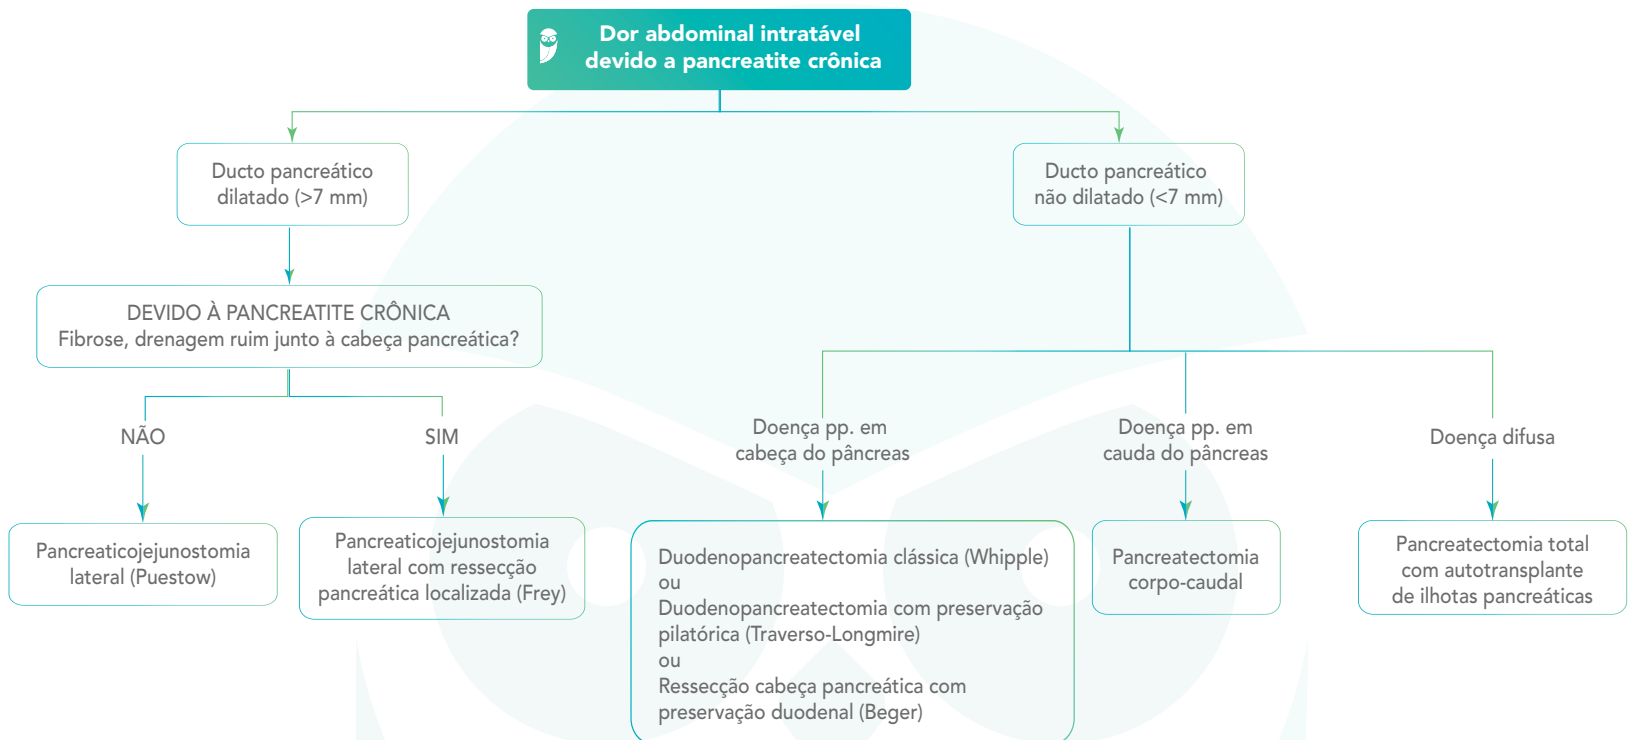 Dor abdominal intratável
devido a pancreatite crônica
Ducto pancreático
dilatado (>7 mm)
Ducto pancreático
não dilatado (<7 mm)
DEVIDO À PANCREATITE CRÔNICA
Fibrose, drenagem ruim junto à cabeça pancreática?
NÃO
SIM
Doença pp. em
cabeça do pâncreas
Doença pp. em
cauda do pâncreas
Doença difusa
Pancreaticojejunostomia
lateral (Puestow)
Pancreaticojejunostomia
lateral com ressecção
pancreática localizada (Frey)
Duodenopancreatectomia clássica (Whipple)
ou
Duodenopancreatectomia com preservação
pilatórica (Traverso-Longmire)
ou
Ressecção cabeça pancreática com
preservação duodenal (Beger)
Pancreatectomia
corpo-caudal
Pancreatectomia total
com autotransplante
de ilhotas pancreáticas